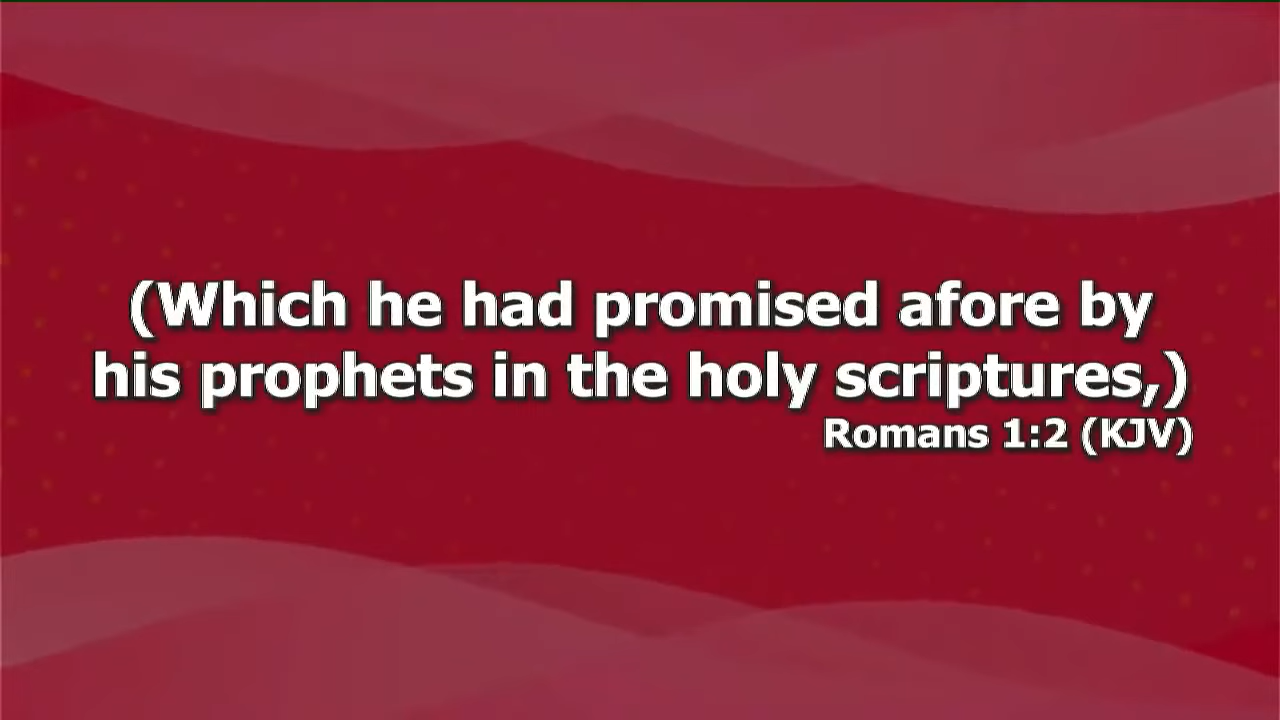 (Which he had promised afore by
his prophets in the holy scriptures,)
Romans 1:2 (KJV)